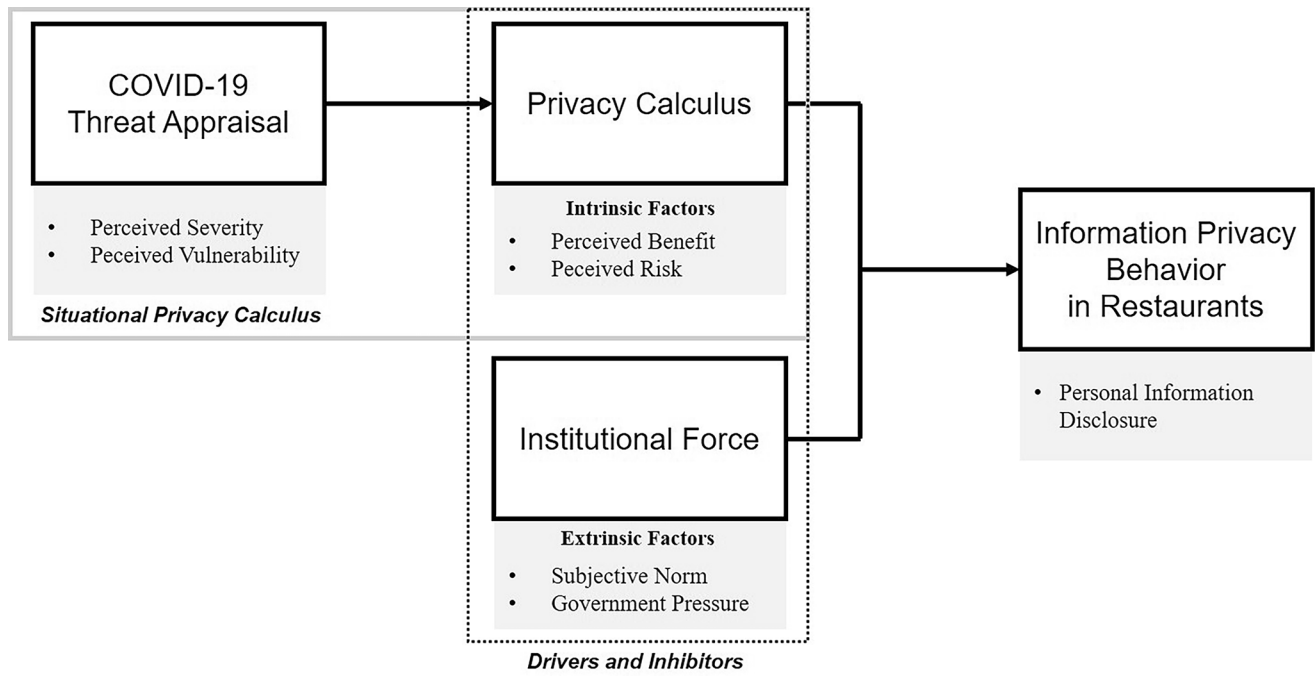 COVID-19
Threat Appraisal
• Perceived Severity
• Peceived Vulnerability
Situational Privacy Calculus
Privacy Calculus
Intrinsic Factors
• Perceived Benefit
• Peceived Risk
Institutional Force
Extrinsic Factors
• Subjective Norm
• Government Pressure
Drivers and Inhibitors
Information Privacy
Behavior
in Restaurants
• Personal Information
Disclosure